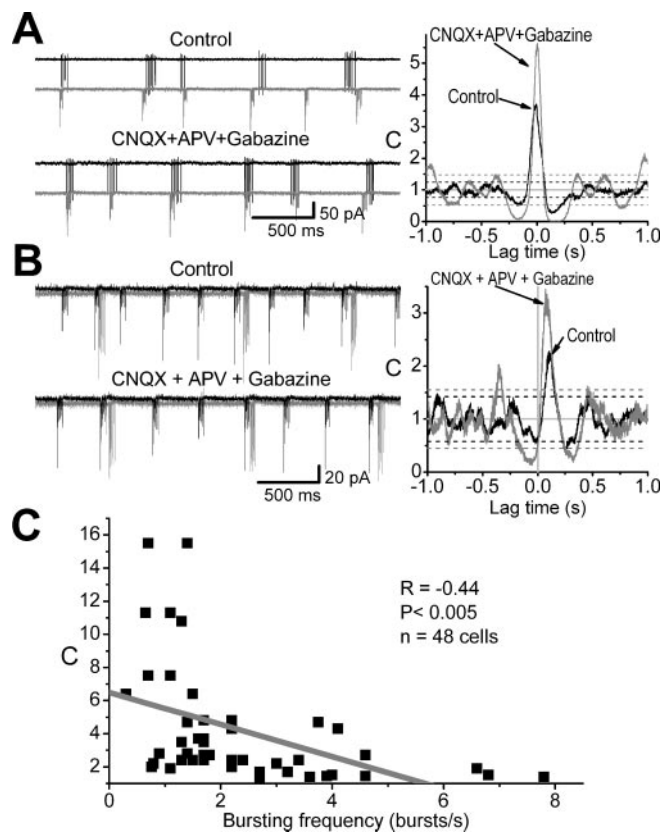 A
Control
CNQX+APV+Gabazine
50 pA
500 ms
CNQX+APV+Gabazine
Control
C
5
4
3
2
1
0
-1.0 -0.5 0.0 0.5 1.0
Lag time (s)
B
Control
CNQX + APV + Gabazine
20 pA
500 ms
CNQX + APV + Gabazine
Control
C
3
2
1
0
-1.0 -0.5 0.0 0.5 1.0
Lag time (s)
C
C
16
14
12
10
8
6
4
2
R = -0.44
P< 0.005
n = 48 cells
0 2 4 6 8
Bursting frequency (bursts/s)